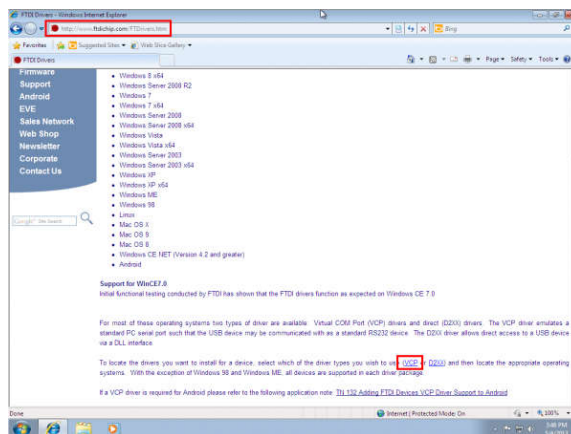 FTDI Drivers - Windows Internet Explorer
http://www.ftdichip.com/FTDrivers.htm
Bing
Favorites Suggested Sites Web Slice Gallery
FTDI Drivers
Page Safety Tools
Firmware
Support
Android
EVE
Sales Network
Web Shop
Newsletter
Corporate
Contact Us
Windows 8 x64
Windows Server 2008 R2
Windows 7
Windows 7 x64
Windows Server 2008
Windows Server 2008 x64
Windows Vista
Windows Vista x64
Windows Server 2003
Windows Server 2003 x64
Windows XP
Windows XP x64
Windows ME
Windows 98
Linux
Mac OS X
Mac OS 9
Mac OS 8
Windows CE.NET (Version 4.2 and greater)
Android
Support for WinCE7.0
Initial functional testing conducted by FTDI has shown that the FTDI drivers function as expected on Windows CE 7.0
For most of these operating systems two types of driver are available: Virtual COM Port (VCP) drivers and direct (D2XX) drivers. The VCP driver emulates a
standard PC serial port such that the USB device may be communicated with as a standard RS232 device. The D2XX driver allows direct access to a USB device
via a DLL interface.
To locate the drivers you want to install for a device, select which of the driver types you wish to use (VCP or D2XX) and then locate the appropriate operating
systems. With the exception of Windows 98 and Windows ME, all devices are supported in each driver package.
If a VCP driver is required for Android please refer to the following application note TN 132 Adding FTDI Devices VCP Driver Support to Android
Done
Internet | Protected Mode: On
100%